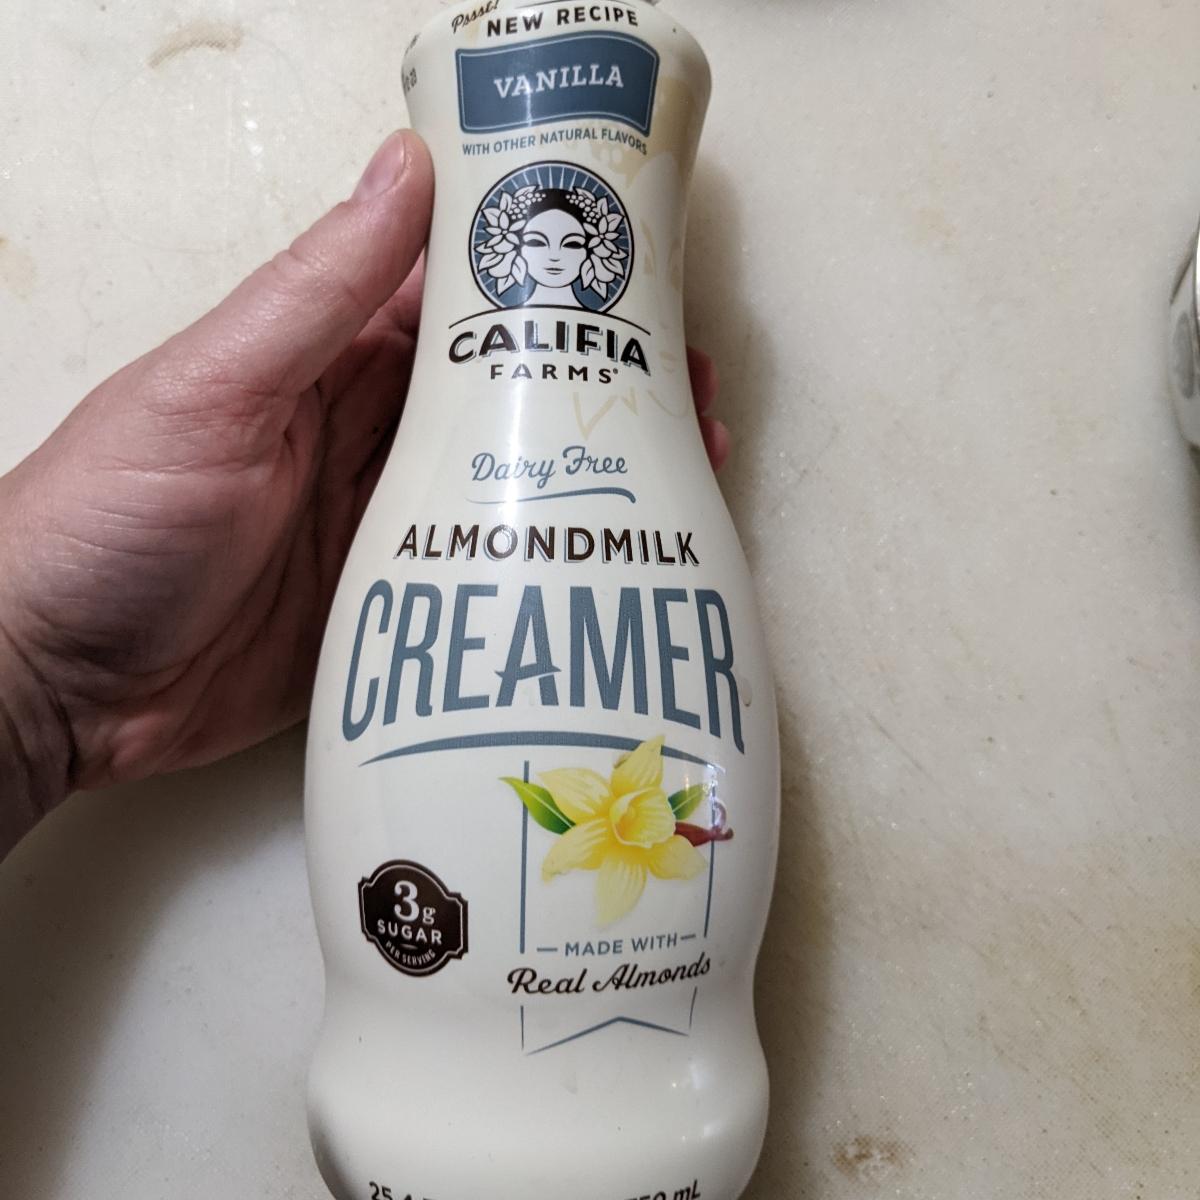 Pssst!
NEW RECIPE
VANILLA
WITH OTHER NATURAL FLAVORS
CALIFIA
FARMS®
Dairy Free
ALMONDMILK
CREAMER
3g
SUGAR
PER SERVING
MADE WITH
Real Almonds
mL